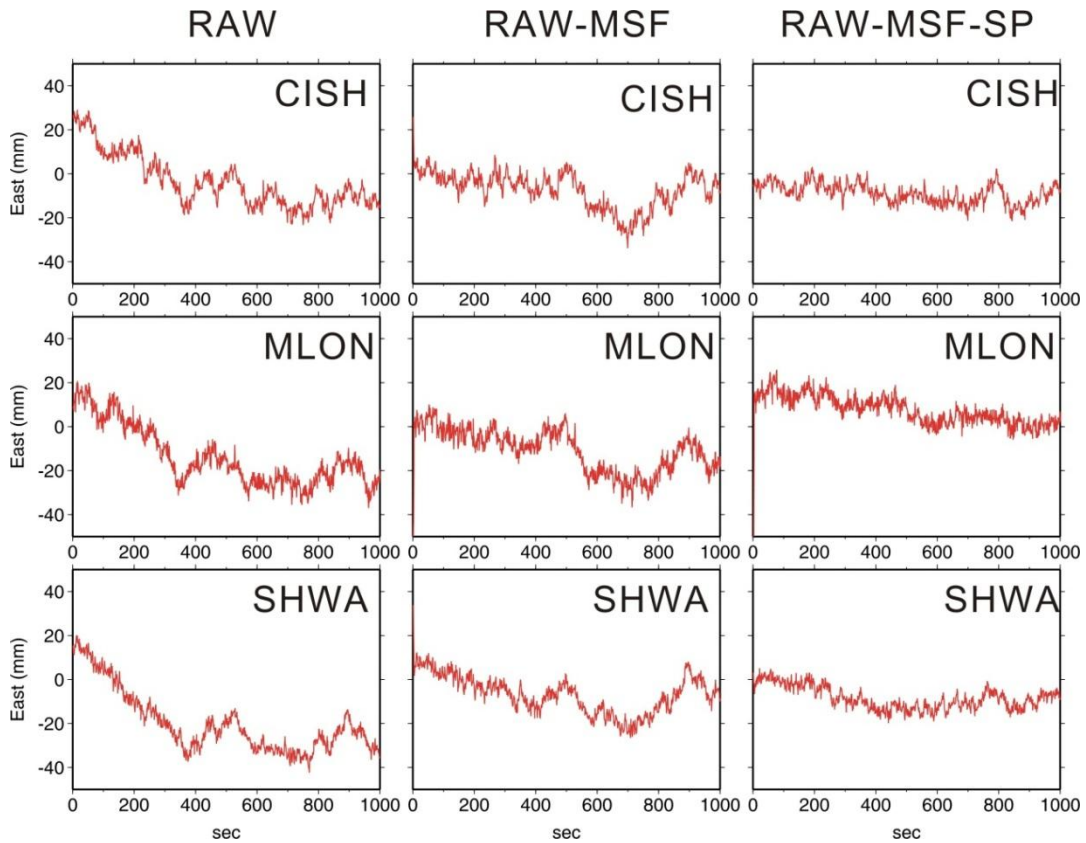 RAW RAW-MSF RAW-MSF-SP
CISH CISH CISH
East (mm)
40
20
0
-20
-40
0 200 400 600 800 1000 0 200 400 600 800 1000 0 200 400 600 800 1000
MLON MLON MLON
East (mm)
40
20
0
-20
-40
0 200 400 600 800 1000 0 200 400 600 800 1000 0 200 400 600 800 1000
SHWA SHWA SHWA
East (mm)
40
20
0
-20
-40
0 200 400 600 800 1000 0 200 400 600 800 1000 0 200 400 600 800 1000
sec sec sec